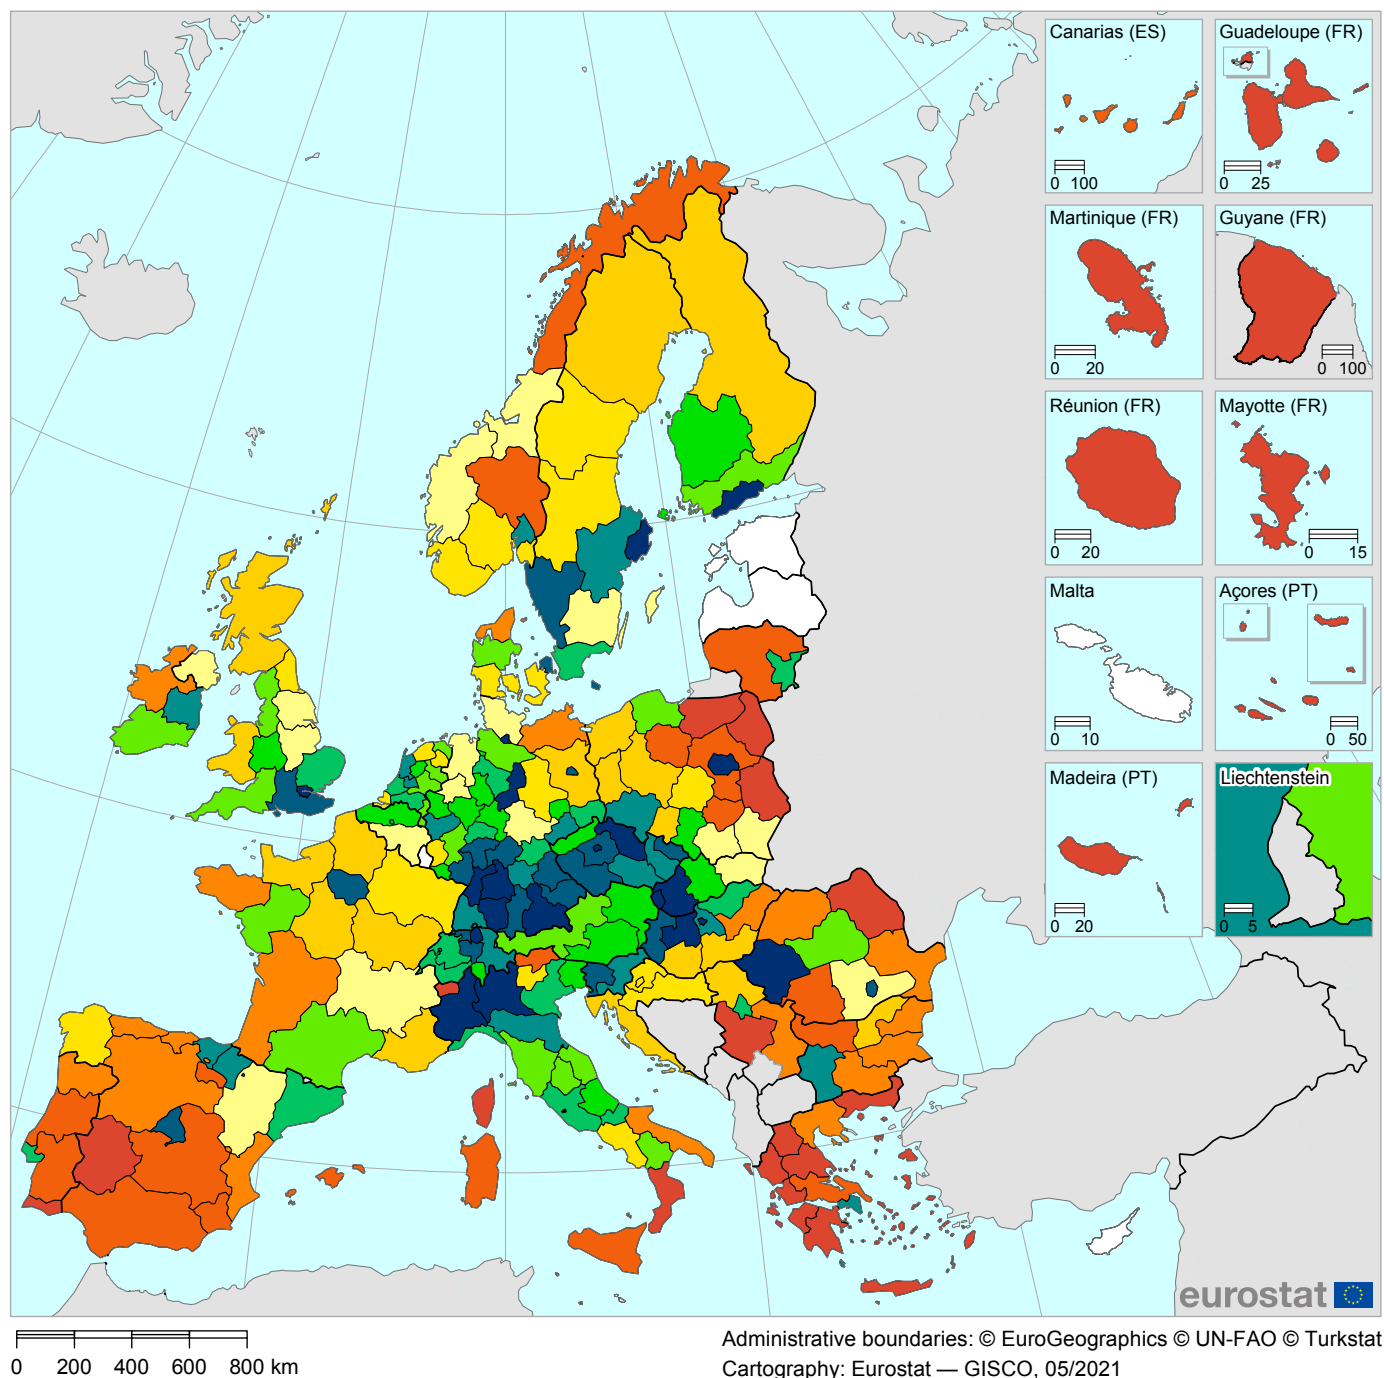 Canarias (ES)
0 100
Guadeloupe (FR)
0 25
Martinique (FR)
0 20
Guyane (FR)
0 100
Réunion (FR)
0 20
Mayotte (FR)
0 15
Malta
0 10
Açores (PT)
0 50
Madeira (PT)
0 20
Liechtenstein
0 5
eurostat
0 200 400 600 800 km
Administrative boundaries: © EuroGeographics © UN-FAO © Turkstat
Cartography: Eurostat — GISCO, 05/2021